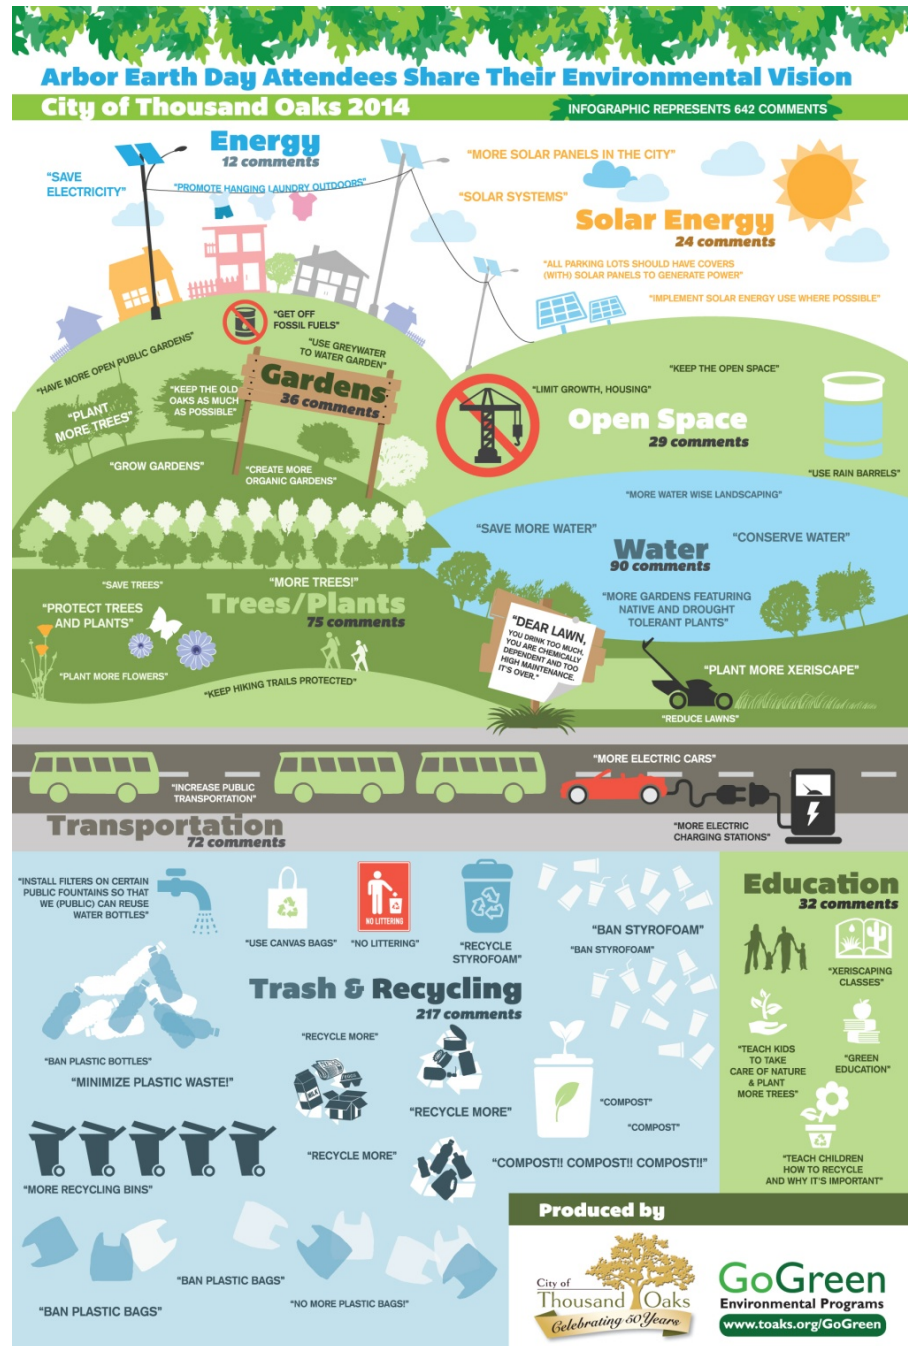 Arbor Earth Day Attendees Share Their Environmental Vision
City of Thousand Oaks 2014
INFOGRAPHIC REPRESENTS 642 COMMENTS
Energy
12 comments
“SAVE
ELECTRICITY”
“PROMOTE HANGING LAUNDRY OUTDOORS”
“MORE SOLAR PANELS IN THE CITY”
“SOLAR SYSTEMS”
Solar Energy
24 comments
“ALL PARKING LOTS SHOULD HAVE COVERS
(WITH) SOLAR PANELS TO GENERATE POWER”
“IMPLEMENT SOLAR ENERGY USE WHERE POSSIBLE”
“GET OFF
FOSSIL FUELS”
“HAVE MORE OPEN PUBLIC GARDENS”
“USE GREYWATER
TO WATER GARDEN”
Gardens
36 comments
“KEEP THE OLD
OAKS AS MUCH
AS POSSIBLE”
“PLANT
MORE TREES”
“GROW GARDENS”
“CREATE MORE
ORGANIC GARDENS”
“KEEP THE OPEN SPACE”
“LIMIT GROWTH, HOUSING”
Open Space
29 comments
“USE RAIN BARRELS”
“MORE WATER WISE LANDSCAPING”
“SAVE MORE WATER”
“CONSERVE WATER”
Water
90 comments
“MORE GARDENS FEATURING
NATIVE AND DROUGHT
TOLERANT PLANTS”
“SAVE TREES”
“MORE TREES!”
Trees/Plants
75 comments
“PROTECT TREES
AND PLANTS”
“PLANT MORE FLOWERS”
“KEEP HIKING TRAILS PROTECTED”
“DEAR LAWN,
YOU DRINK TOO MUCH,
YOU ARE CHEMICALLY
DEPENDENT AND TOO
HIGH MAINTENANCE.
IT’S OVER.”
“PLANT MORE XERISCAPE”
“REDUCE LAWNS”
“INCREASE PUBLIC
TRANSPORTATION”
“MORE ELECTRIC CARS”
Transportation
72 comments
“MORE ELECTRIC
CHARGING STATIONS”
“INSTALL FILTERS ON CERTAIN
PUBLIC FOUNTAINS SO THAT
WE (PUBLIC) CAN REUSE
WATER BOTTLES”
“USE CANVAS BAGS”
NO LITTERING
“NO LITTERING”
“RECYCLE
STYROFOAM”
“BAN STYROFOAM”
“BAN STYROFOAM”
Trash & Recycling
217 comments
“BAN PLASTIC BOTTLES”
“MINIMIZE PLASTIC WASTE!”
“RECYCLE MORE”
MILK
“RECYCLE MORE”
“RECYCLE MORE”
“COMPOST”
“COMPOST”
“COMPOST!! COMPOST!! COMPOST!!”
“MORE RECYCLING BINS”
“BAN PLASTIC BAGS”
“BAN PLASTIC BAGS”
“NO MORE PLASTIC BAGS!”
Education
32 comments
“XERISCAPING
CLASSES”
“TEACH KIDS
TO TAKE
CARE OF NATURE
& PLANT
MORE TREES”
“GREEN
EDUCATION”
“TEACH CHILDREN
HOW TO RECYCLE
AND WHY IT’S IMPORTANT”
Produced by
City of
Thousand Oaks
Celebrating 50 Years
GoGreen
Environmental Programs
www.toaks.org/GoGreen